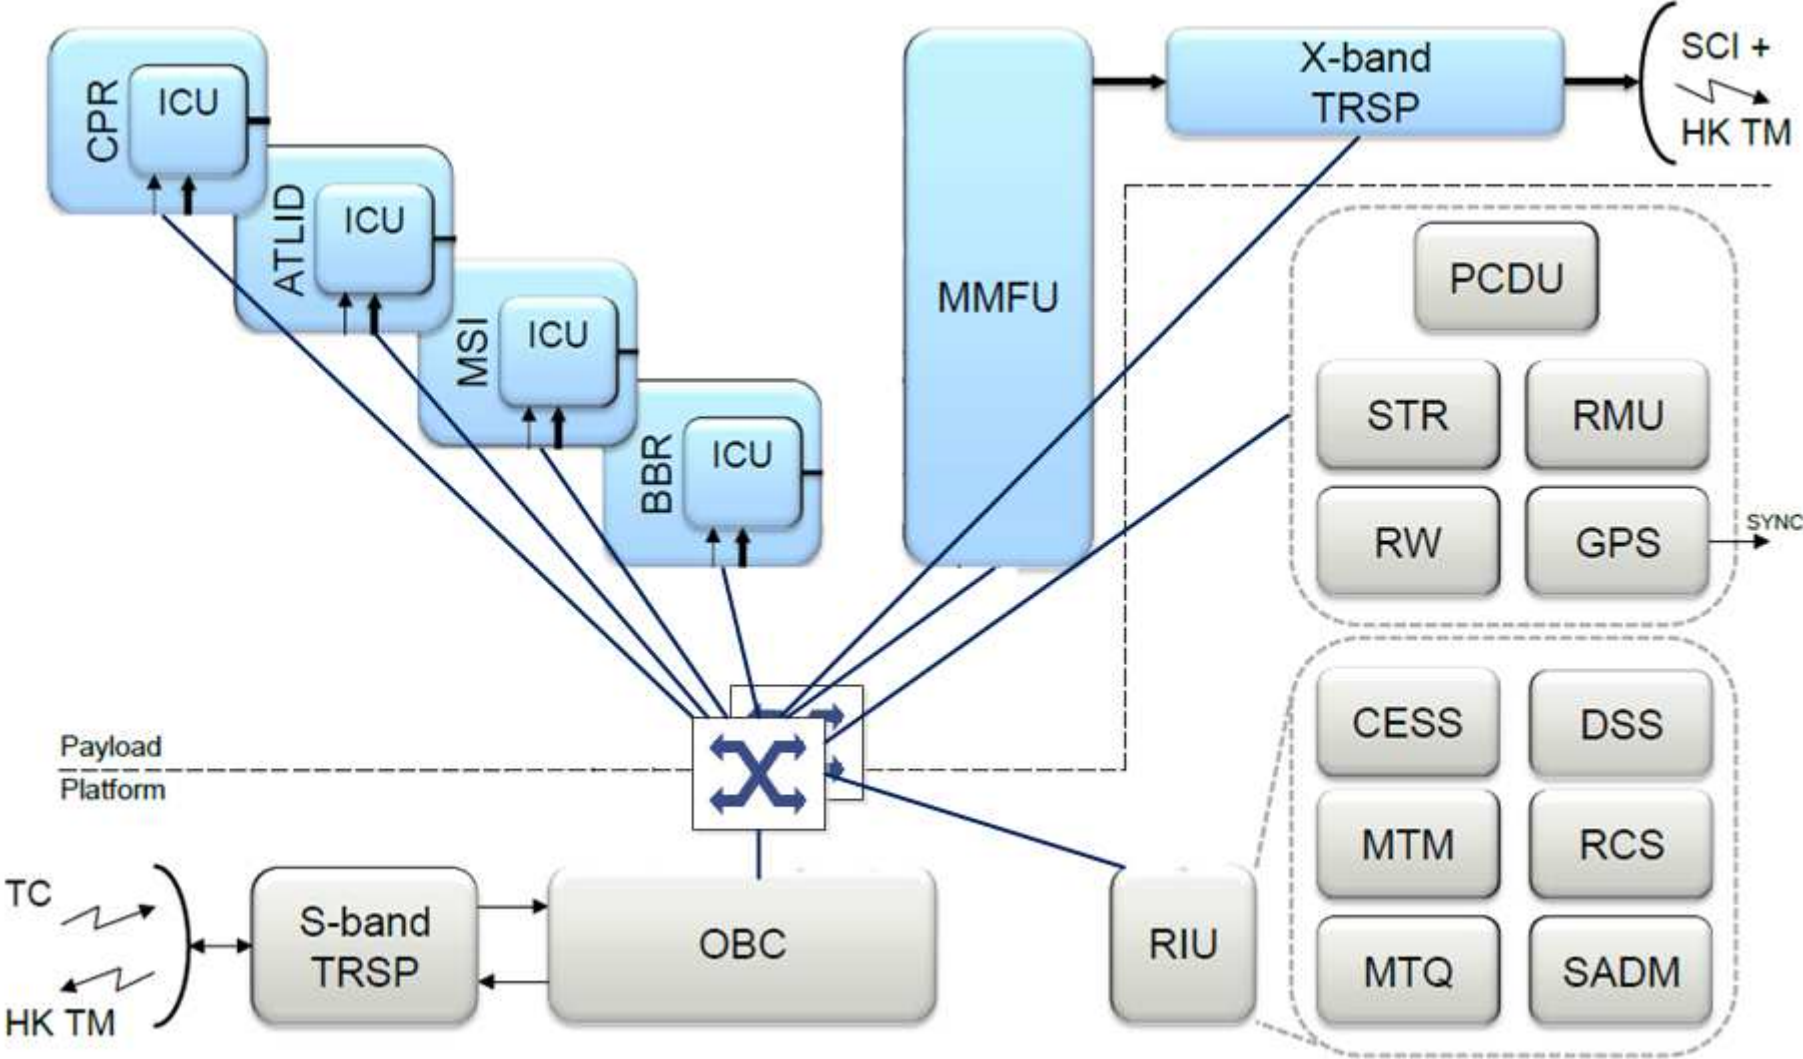 CPR
ICU
ATLID
ICU
MSI
ICU
BBR
ICU
MMFU
X-band
TRSP
SCI +
HK TM
PCDU
STR
RMU
RW
GPS
SYNC
CESS
DSS
MTM
RCS
MTQ
SADM
Payload
Platform
TC
HK TM
S-band
TRSP
OBC
RIU